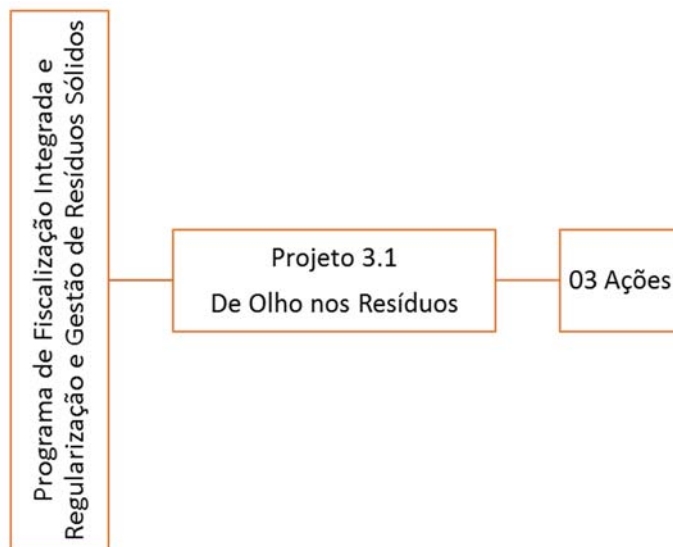 Programa de Fiscalização Integrada e
Regularização e Gestão de Resíduos Sólidos
Projeto 3.1
De Olho nos Resíduos
03 Ações